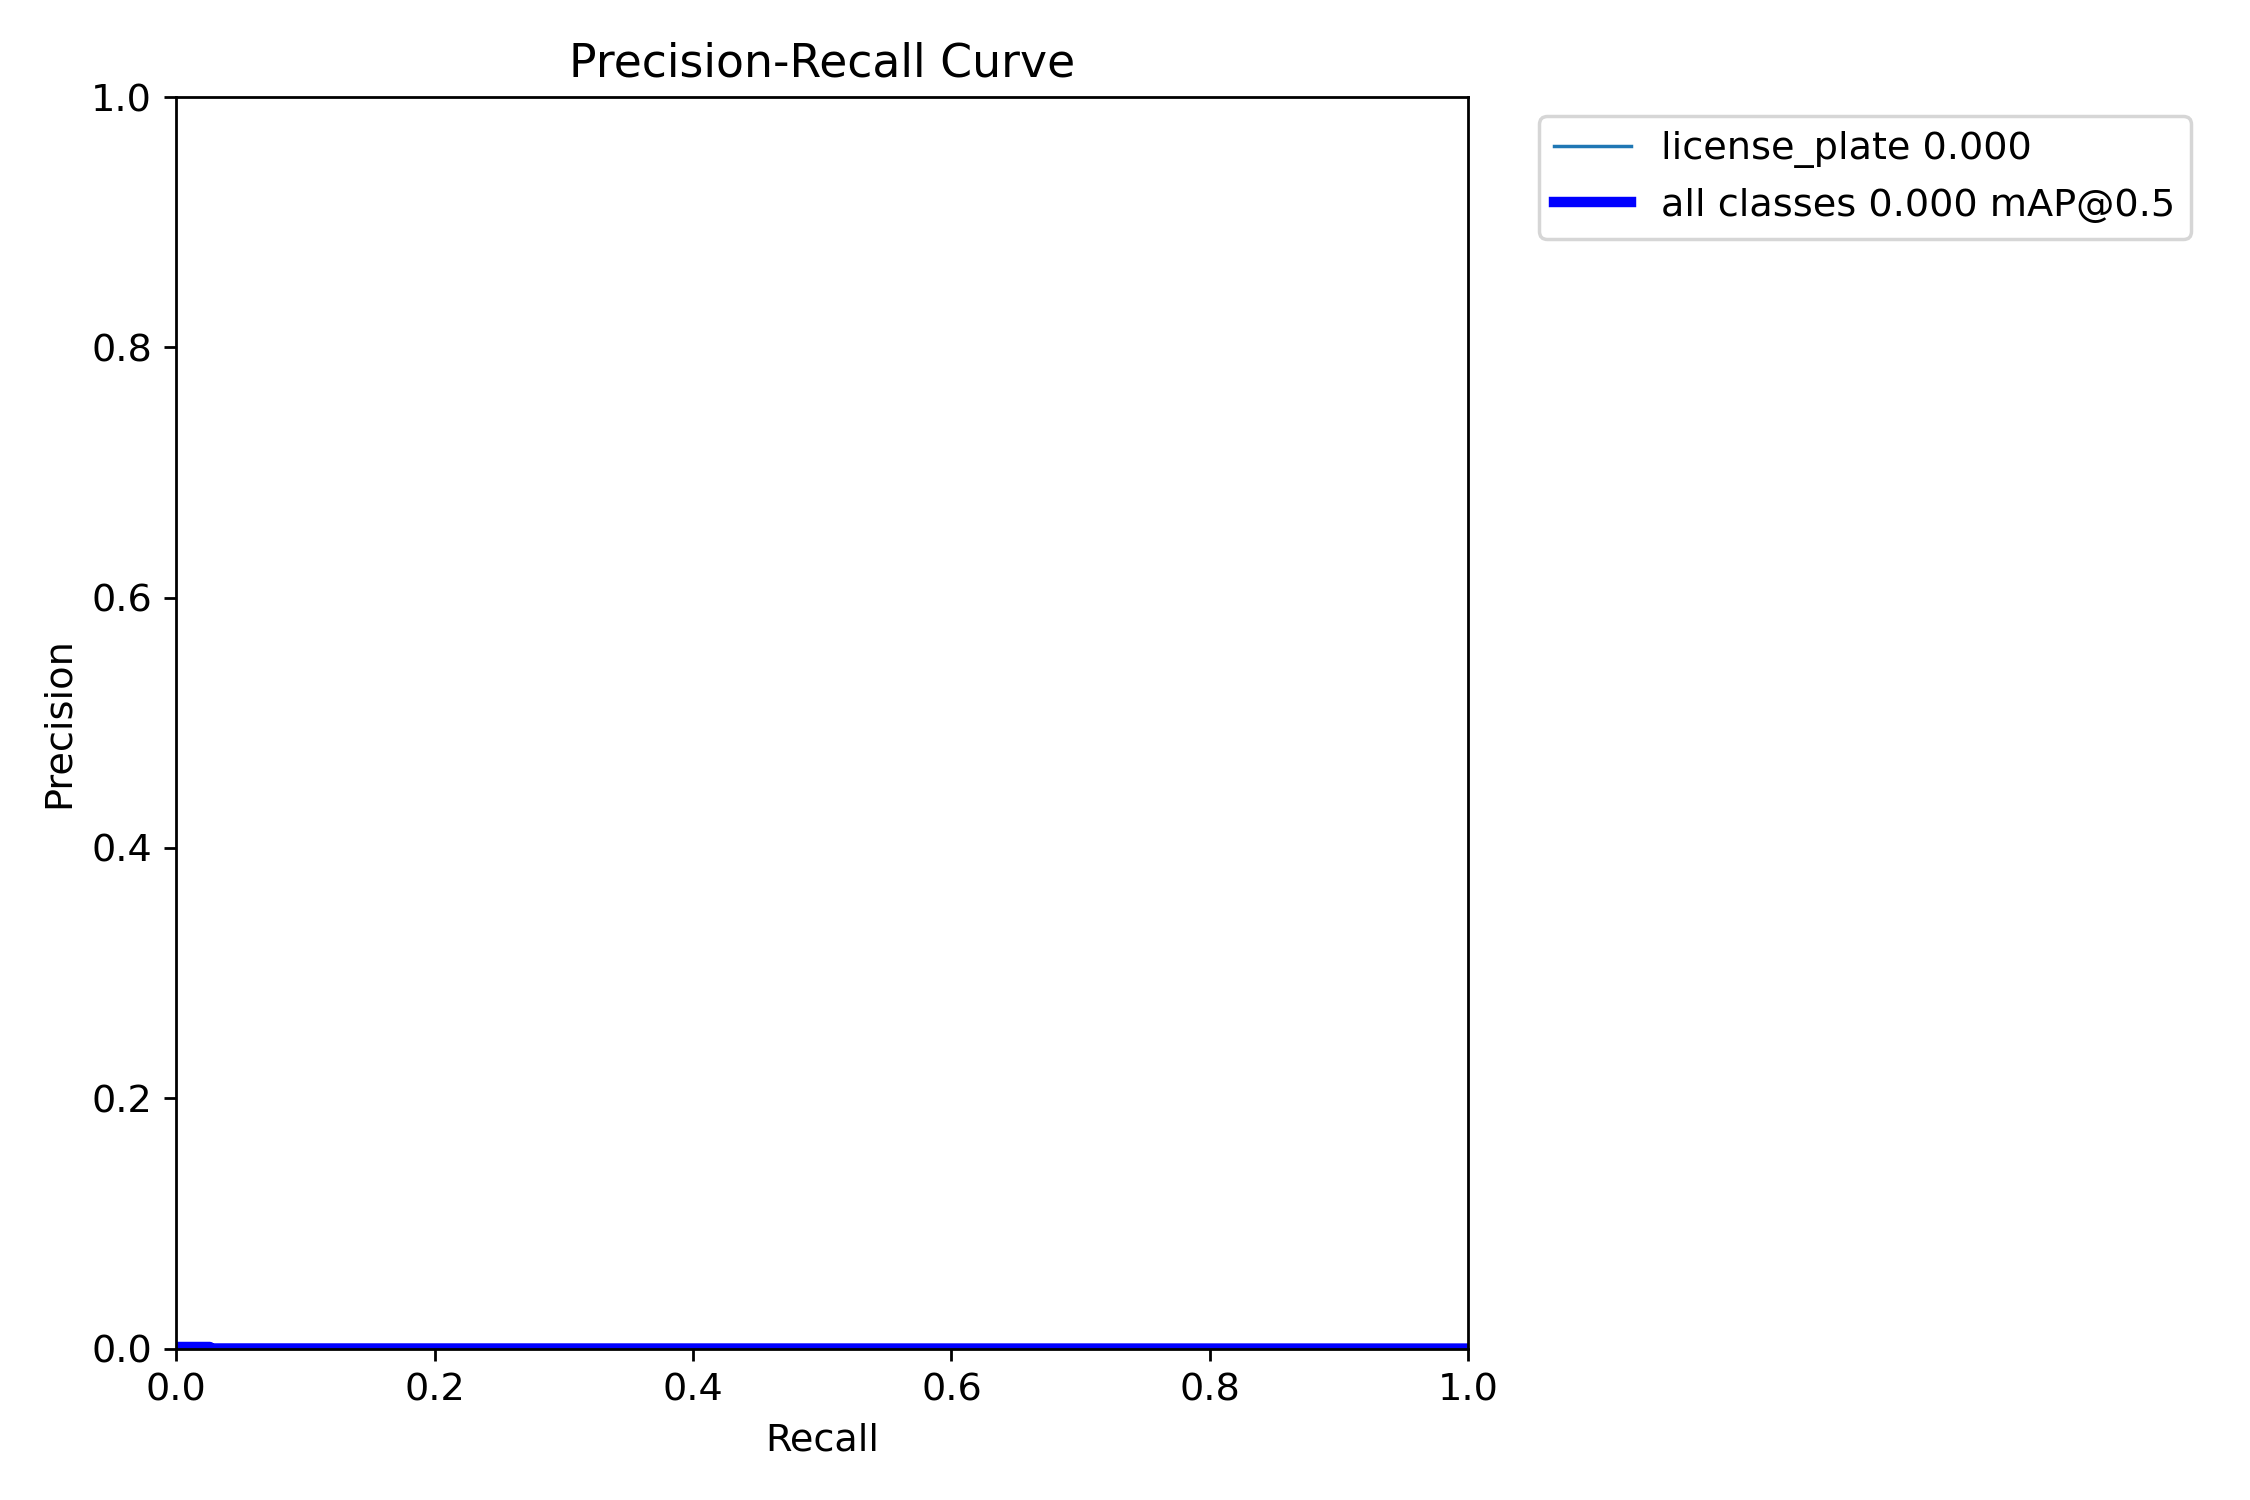 Precision-Recall Curve
1.0
0.8
0.6
0.4
0.2
0.0
Precision
0.0 0.2 0.4 0.6 0.8 1.0
Recall
license_plate 0.000
all classes 0.000 mAP@0.5